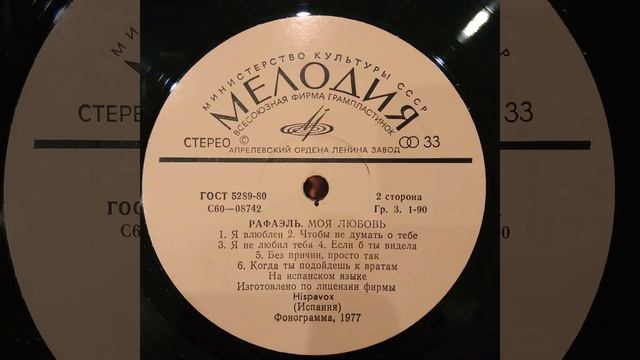 МИНИСТЕРСТВО КУЛЬТУРЫ СССР
МЕЛОДИЯ
ВСЕСОЮЗНАЯ ФИРМА ГРАМПЛАСТИНОК
СТЕРЕО 33
АПРЕЛЕВСКИЙ ОРДЕНА ЛЕНИНА ЗАВОД
ГОСТ 5289-80 2 сторона
С60—08742 Гр. 3. 1-90
РАФАЭЛЬ. МОЯ ЛЮБОВЬ
1. Я влюблен 2. Чтобы не думать о тебе
3. Я не любил тебя 4. Если б ты видела
5. Без причин, просто так
6. Когда ты подойдешь к вратам
На испанском языке
Изготовлено по лицензии фирмы
Hispavox
(Испания)
Фонограмма, 1977